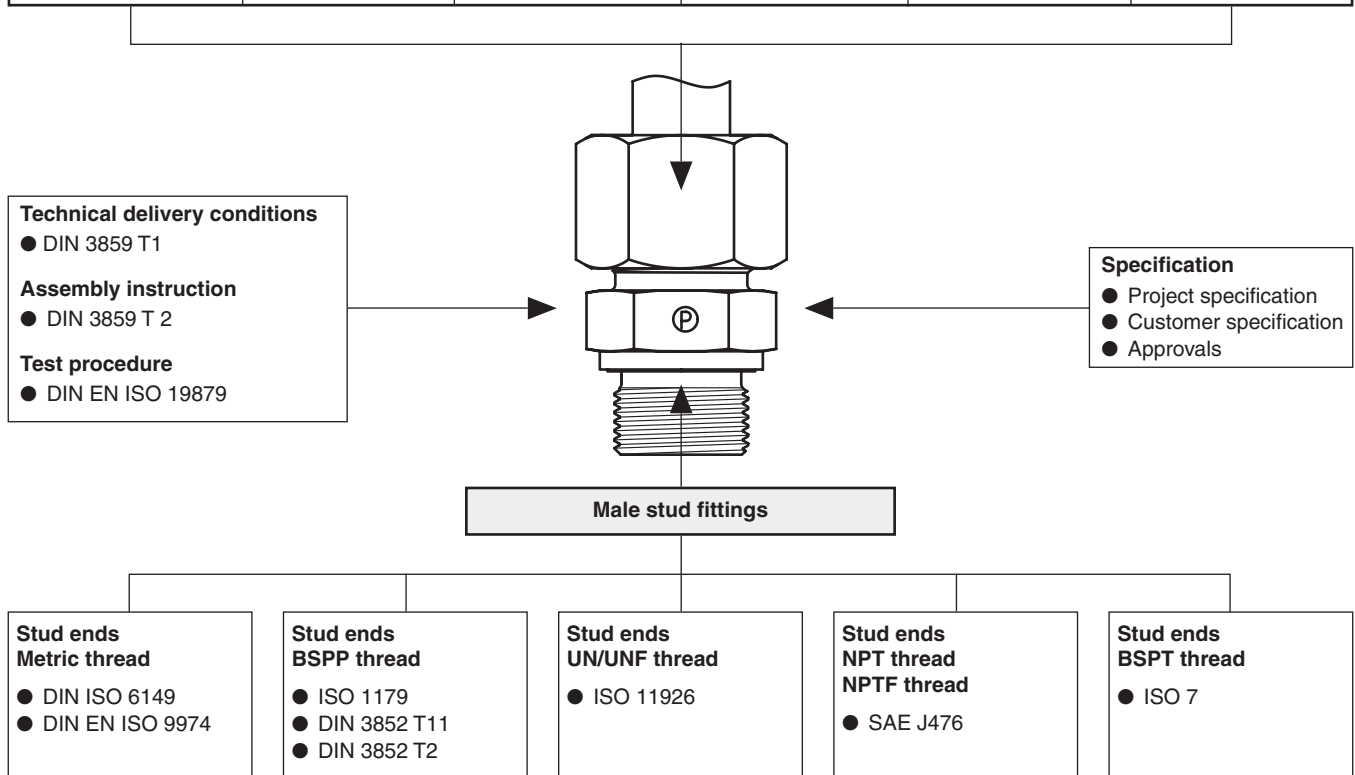 Technical delivery conditions
● DIN 3859 T1
Assembly instruction
● DIN 3859 T 2
Test procedure
● DIN EN ISO 19879
P
Specification
● Project specification
● Customer specification
● Approvals
Male stud fittings
Stud ends
Metric thread
● DIN ISO 6149
● DIN EN ISO 9974
Stud ends
BSPP thread
● ISO 1179
● DIN 3852 T11
● DIN 3852 T2
Stud ends
UN/UNF thread
● ISO 11926
Stud ends
NPT thread
NPTF thread
● SAE J476
Stud ends
BSPT thread
● ISO 7